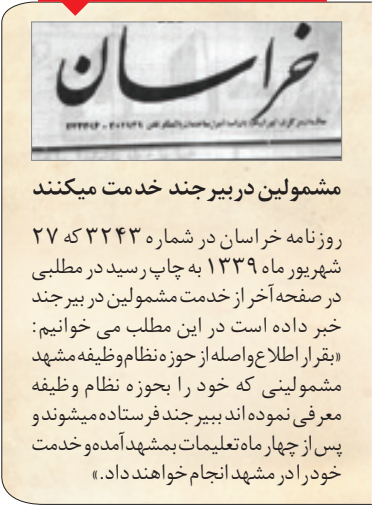 خراسان
مشمولین در بیرجند خدمت میکنند
روزنامه خراسان در شماره ۳۲۴۳ که ۲۷
شهریور ماه ۱۳۳۹ به چاپ رسید در مطلبی
در صفحه آخر از خدمت مشمولین در بیرجند
خبر داده است در این مطلب می خوانیم:
«بقرار اطلاع واصله از حوزه نظام وظیفه مشهد
مشمولینی که خود را بحوزه نظام وظیفه
معرفی نموده اند ببیرجند فرستاده میشوند و
پس از چهار ماه تعلیمات بمشهد آمده و خدمت
خود را در مشهد انجام خواهند داد.»